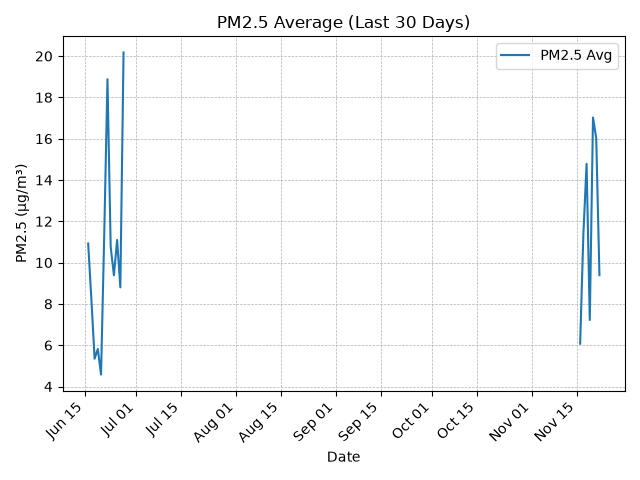 PM2.5 Average (Last 30 Days)
PM2.5 Avg
PM2.5 (µg/m³)
20
18
16
14
12
10
8
6
4
Jun 15
Jul 01
Jul 15
Aug 01
Aug 15
Sep 01
Sep 15
Oct 01
Oct 15
Nov 01
Nov 15
Date